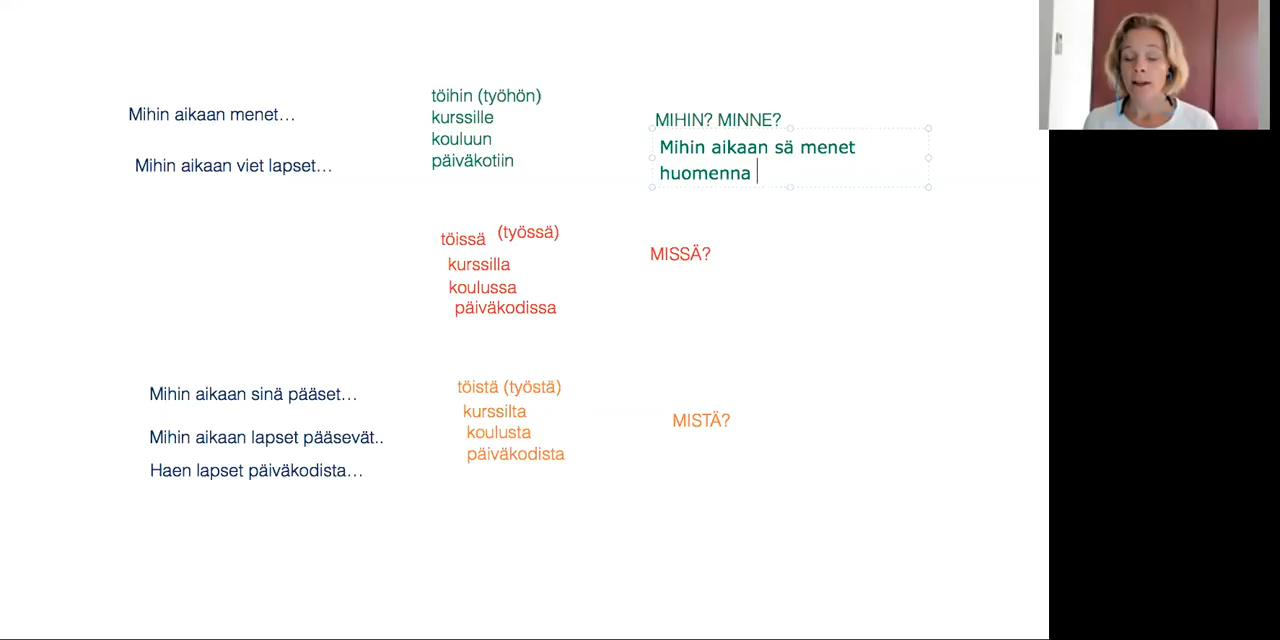 Mihin aikaan menet…
Mihin aikaan viet lapset…
töihin (työhön)
kurssille
kouluun
päiväkotiin
MIHIN? MINNE?
Mihin aikaan sä menet
huomenna
töissä (työssä)
kurssilla
koulussa
päiväkodissa
MISSÄ?
Mihin aikaan sinä pääset…
Mihin aikaan lapset pääsevät..
Haen lapset päiväkodista…
töistä (työstä)
kurssilta
koulusta
päiväkodista
MISTÄ?